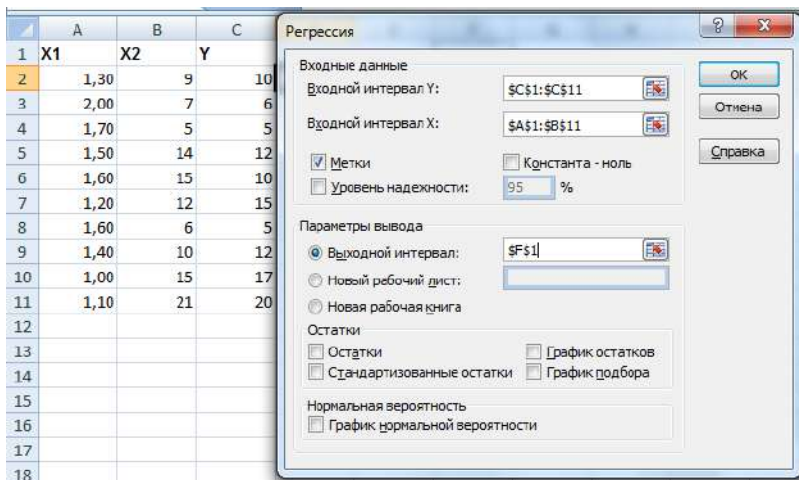 A B C
1 X1 X2 Y
2 1,30 9 10
3 2,00 7 6
4 1,70 5 5
5 1,50 14 12
6 1,60 15 10
7 1,20 12 15
8 1,60 6 5
9 1,40 10 12
10 1,00 15 17
11 1,10 21 20
12
13
14
15
16
17
18
Регрессия
Входные данные
Входной интервал Y: $C$1:$C$11
Входной интервал X: $A$1:$B$11
Метки Константа - ноль
Уровень надежности: 95 %
Параметры вывода
Выходной интервал: $F$1
Новый рабочий лист:
Новая рабочая книга
Остатки
Остатки График остатков
Стандартизованные остатки График подбора
Нормальная вероятность
График нормальной вероятности
ОК
Отмена
Справка